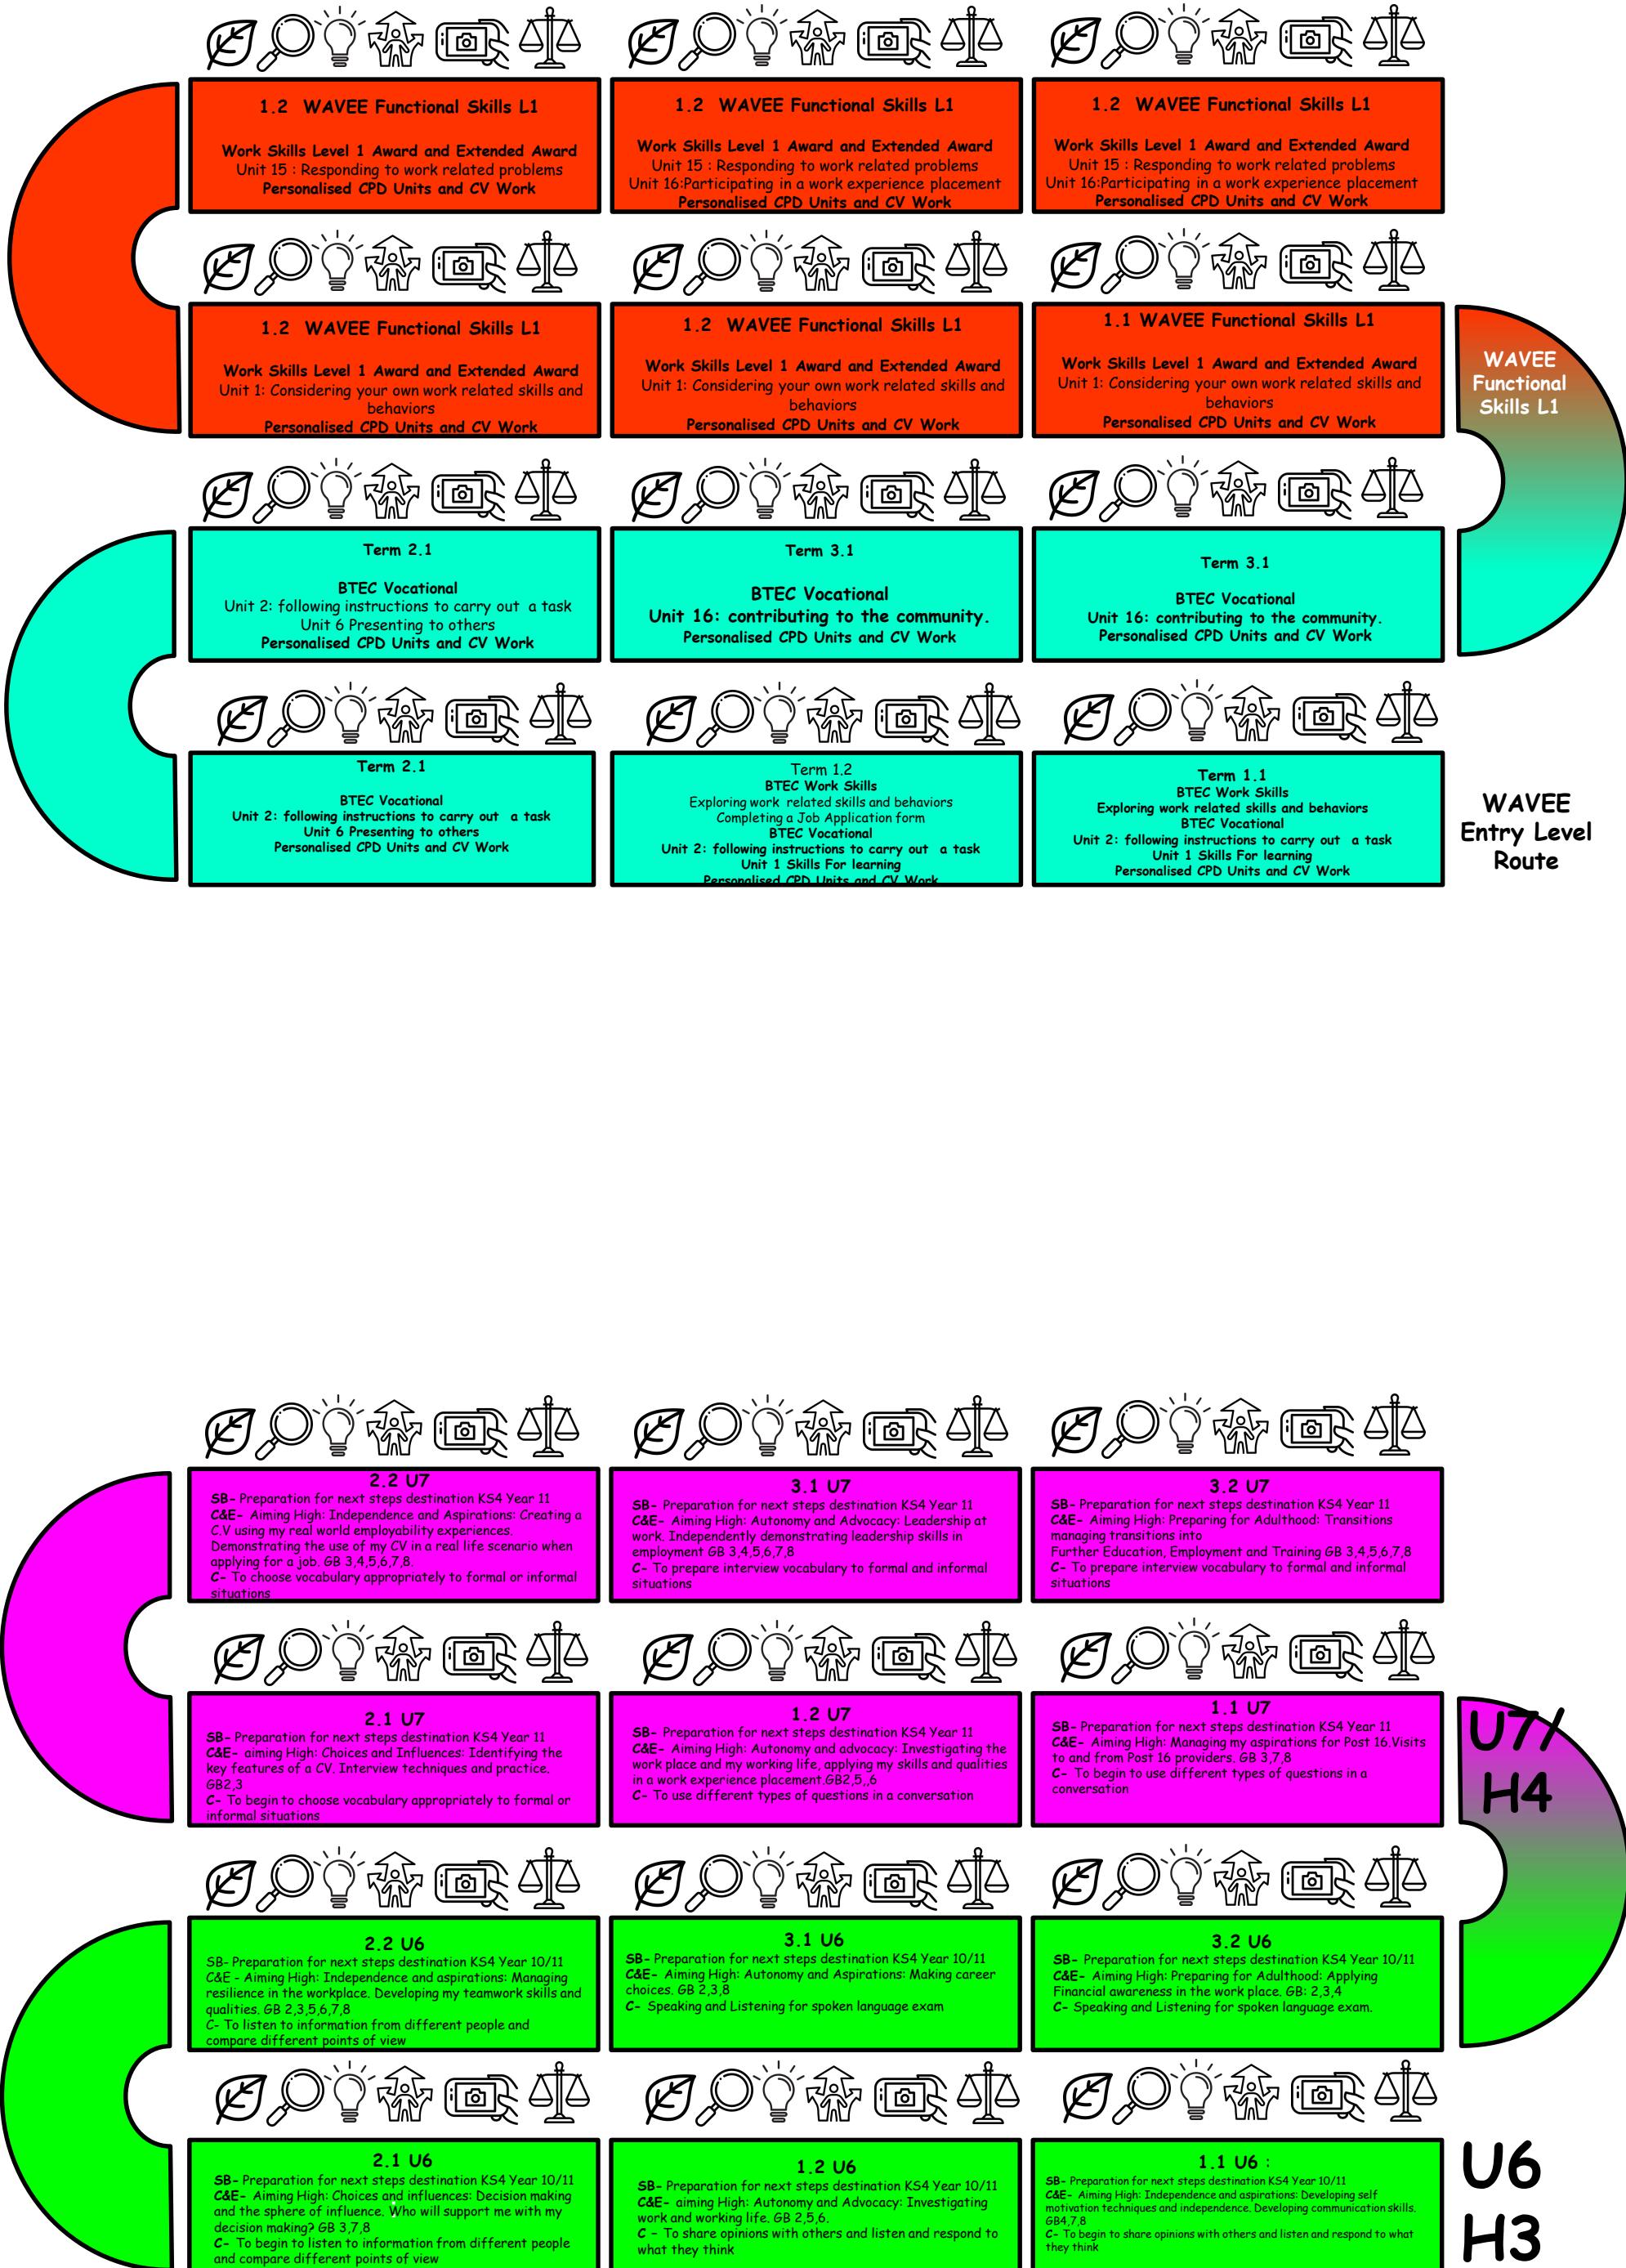 1.2  WAVEE Functional Skills L1
Work Skills Level 1 Award and Extended Award
Unit 15 : Responding to work related problems
Personalised CPD Units and CV Work
1.2  WAVEE Functional Skills L1
Work Skills Level 1 Award and Extended Award
Unit 15 : Responding to work related problems
Unit 16:Participating in a work experience placement
Personalised CPD Units and CV Work
1.2  WAVEE Functional Skills L1
Work Skills Level 1 Award and Extended Award
Unit 15 : Responding to work related problems
Unit 16:Participating in a work experience placement
Personalised CPD Units and CV Work
1.2  WAVEE Functional Skills L1
Work Skills Level 1 Award and Extended Award
Unit 1: Considering your own work related skills and
behaviors
Personalised CPD Units and CV Work
1.2  WAVEE Functional Skills L1
Work Skills Level 1 Award and Extended Award
Unit 1: Considering your own work related skills and
behaviors
Personalised CPD Units and CV Work
1.1 WAVEE Functional Skills L1
Work Skills Level 1 Award and Extended Award
Unit 1: Considering your own work related skills and
behaviors
Personalised CPD Units and CV Work
WAVEE
Functional
Skills L1
Term 2.1
BTEC Vocational
Unit 2: following instructions to carry out  a task
Unit 6 Presenting to others
Personalised CPD Units and CV Work
Term 3.1
BTEC Vocational
Unit 16: contributing to the community.
Personalised CPD Units and CV Work
Term 3.1
BTEC Vocational
Unit 16: contributing to the community.
Personalised CPD Units and CV Work
Term 2.1
BTEC Vocational
Unit 2: following instructions to carry out  a task
Unit 6 Presenting to others
Personalised CPD Units and CV Work
Term 1.2
BTEC Work Skills
Exploring work  related skills and behaviors
Completing a Job Application form
BTEC Vocational
Unit 2: following instructions to carry out  a task
Unit 1 Skills For learning
Personalised CPD Units and CV Work
Term 1.1
BTEC Work Skills
Exploring work related skills and behaviors
BTEC Vocational
Unit 2: following instructions to carry out  a task
Unit 1 Skills For learning
Personalised CPD Units and CV Work
WAVEE
Entry Level
Route
2.2 U7
SB- Preparation for next steps destination KS4 Year 11
C&E- Aiming High: Independence and Aspirations: Creating a
C.V using my real world employability experiences.
Demonstrating the use of my CV in a real life scenario when
applying for a job. GB 3,4,5,6,7,8.
C- To choose vocabulary appropriately to formal or informal
situations
3.1 U7
SB- Preparation for next steps destination KS4 Year 11
C&E- Aiming High: Autonomy and Advocacy: Leadership at
work. Independently demonstrating leadership skills in
employment GB 3,4,5,6,7,8
C- To prepare interview vocabulary to formal and informal
situations
3.2 U7
SB- Preparation for next steps destination KS4 Year 11
C&E- Aiming High: Preparing for Adulthood: Transitions
managing transitions into
Further Education, Employment and Training GB 3,4,5,6,7,8
C- To prepare interview vocabulary to formal and informal
situations
2.1 U7
SB- Preparation for next steps destination KS4 Year 11
C&E- aiming High: Choices and Influences: Identifying the
key features of a CV. Interview techniques and practice.
GB2,3
C- To begin to choose vocabulary appropriately to formal or
informal situations
1.2 U7
SB- Preparation for next steps destination KS4 Year 11
C&E- Aiming High: Autonomy and advocacy: Investigating the
work place and my working life, applying my skills and qualities
in a work experience placement.GB2,5,,6
C- To use different types of questions in a conversation
1.1 U7
SB- Preparation for next steps destination KS4 Year 11
C&E- Aiming High: Managing my aspirations for Post 16.Visits
to and from Post 16 providers. GB 3,7,8
C- To begin to use different types of questions in a
conversation
U7/
H4
2.2 U6
SB- Preparation for next steps destination KS4 Year 10/11
C&E - Aiming High: Independence and aspirations: Managing
resilience in the workplace. Developing my teamwork skills and
qualities. GB 2,3,5,6,7,8
C- To listen to information from different people and
compare different points of view
3.1 U6
SB- Preparation for next steps destination KS4 Year 10/11
C&E- Aiming High: Autonomy and Aspirations: Making career
choices. GB 2,3,8
C- Speaking and Listening for spoken language exam
3.2 U6
SB- Preparation for next steps destination KS4 Year 10/11
C&E- Aiming High: Preparing for Adulthood: Applying
Financial awareness in the work place. GB: 2,3,4
C- Speaking and Listening for spoken language exam.
2.1 U6
SB- Preparation for next steps destination KS4 Year 10/11
C&E- Aiming High: Choices and influences: Decision making
and the sphere of influence. Who will support me with my
decision making? GB 3,7,8
C- To begin to listen to information from different people
and compare different points of view
1.2 U6
SB- Preparation for next steps destination KS4 Year 10/11
C&E- aiming High: Autonomy and Advocacy: Investigating
work and working life. GB 2,5,6.
C - To share opinions with others and listen and respond to
what they think
1.1 U6 :
SB- Preparation for next steps destination KS4 Year 10/11
C&E- Aiming High: Independence and aspirations: Developing self
motivation techniques and independence. Developing communication skills.
GB4,7,8
C- To begin to share opinions with others and listen and respond to what
they think
U6
H3